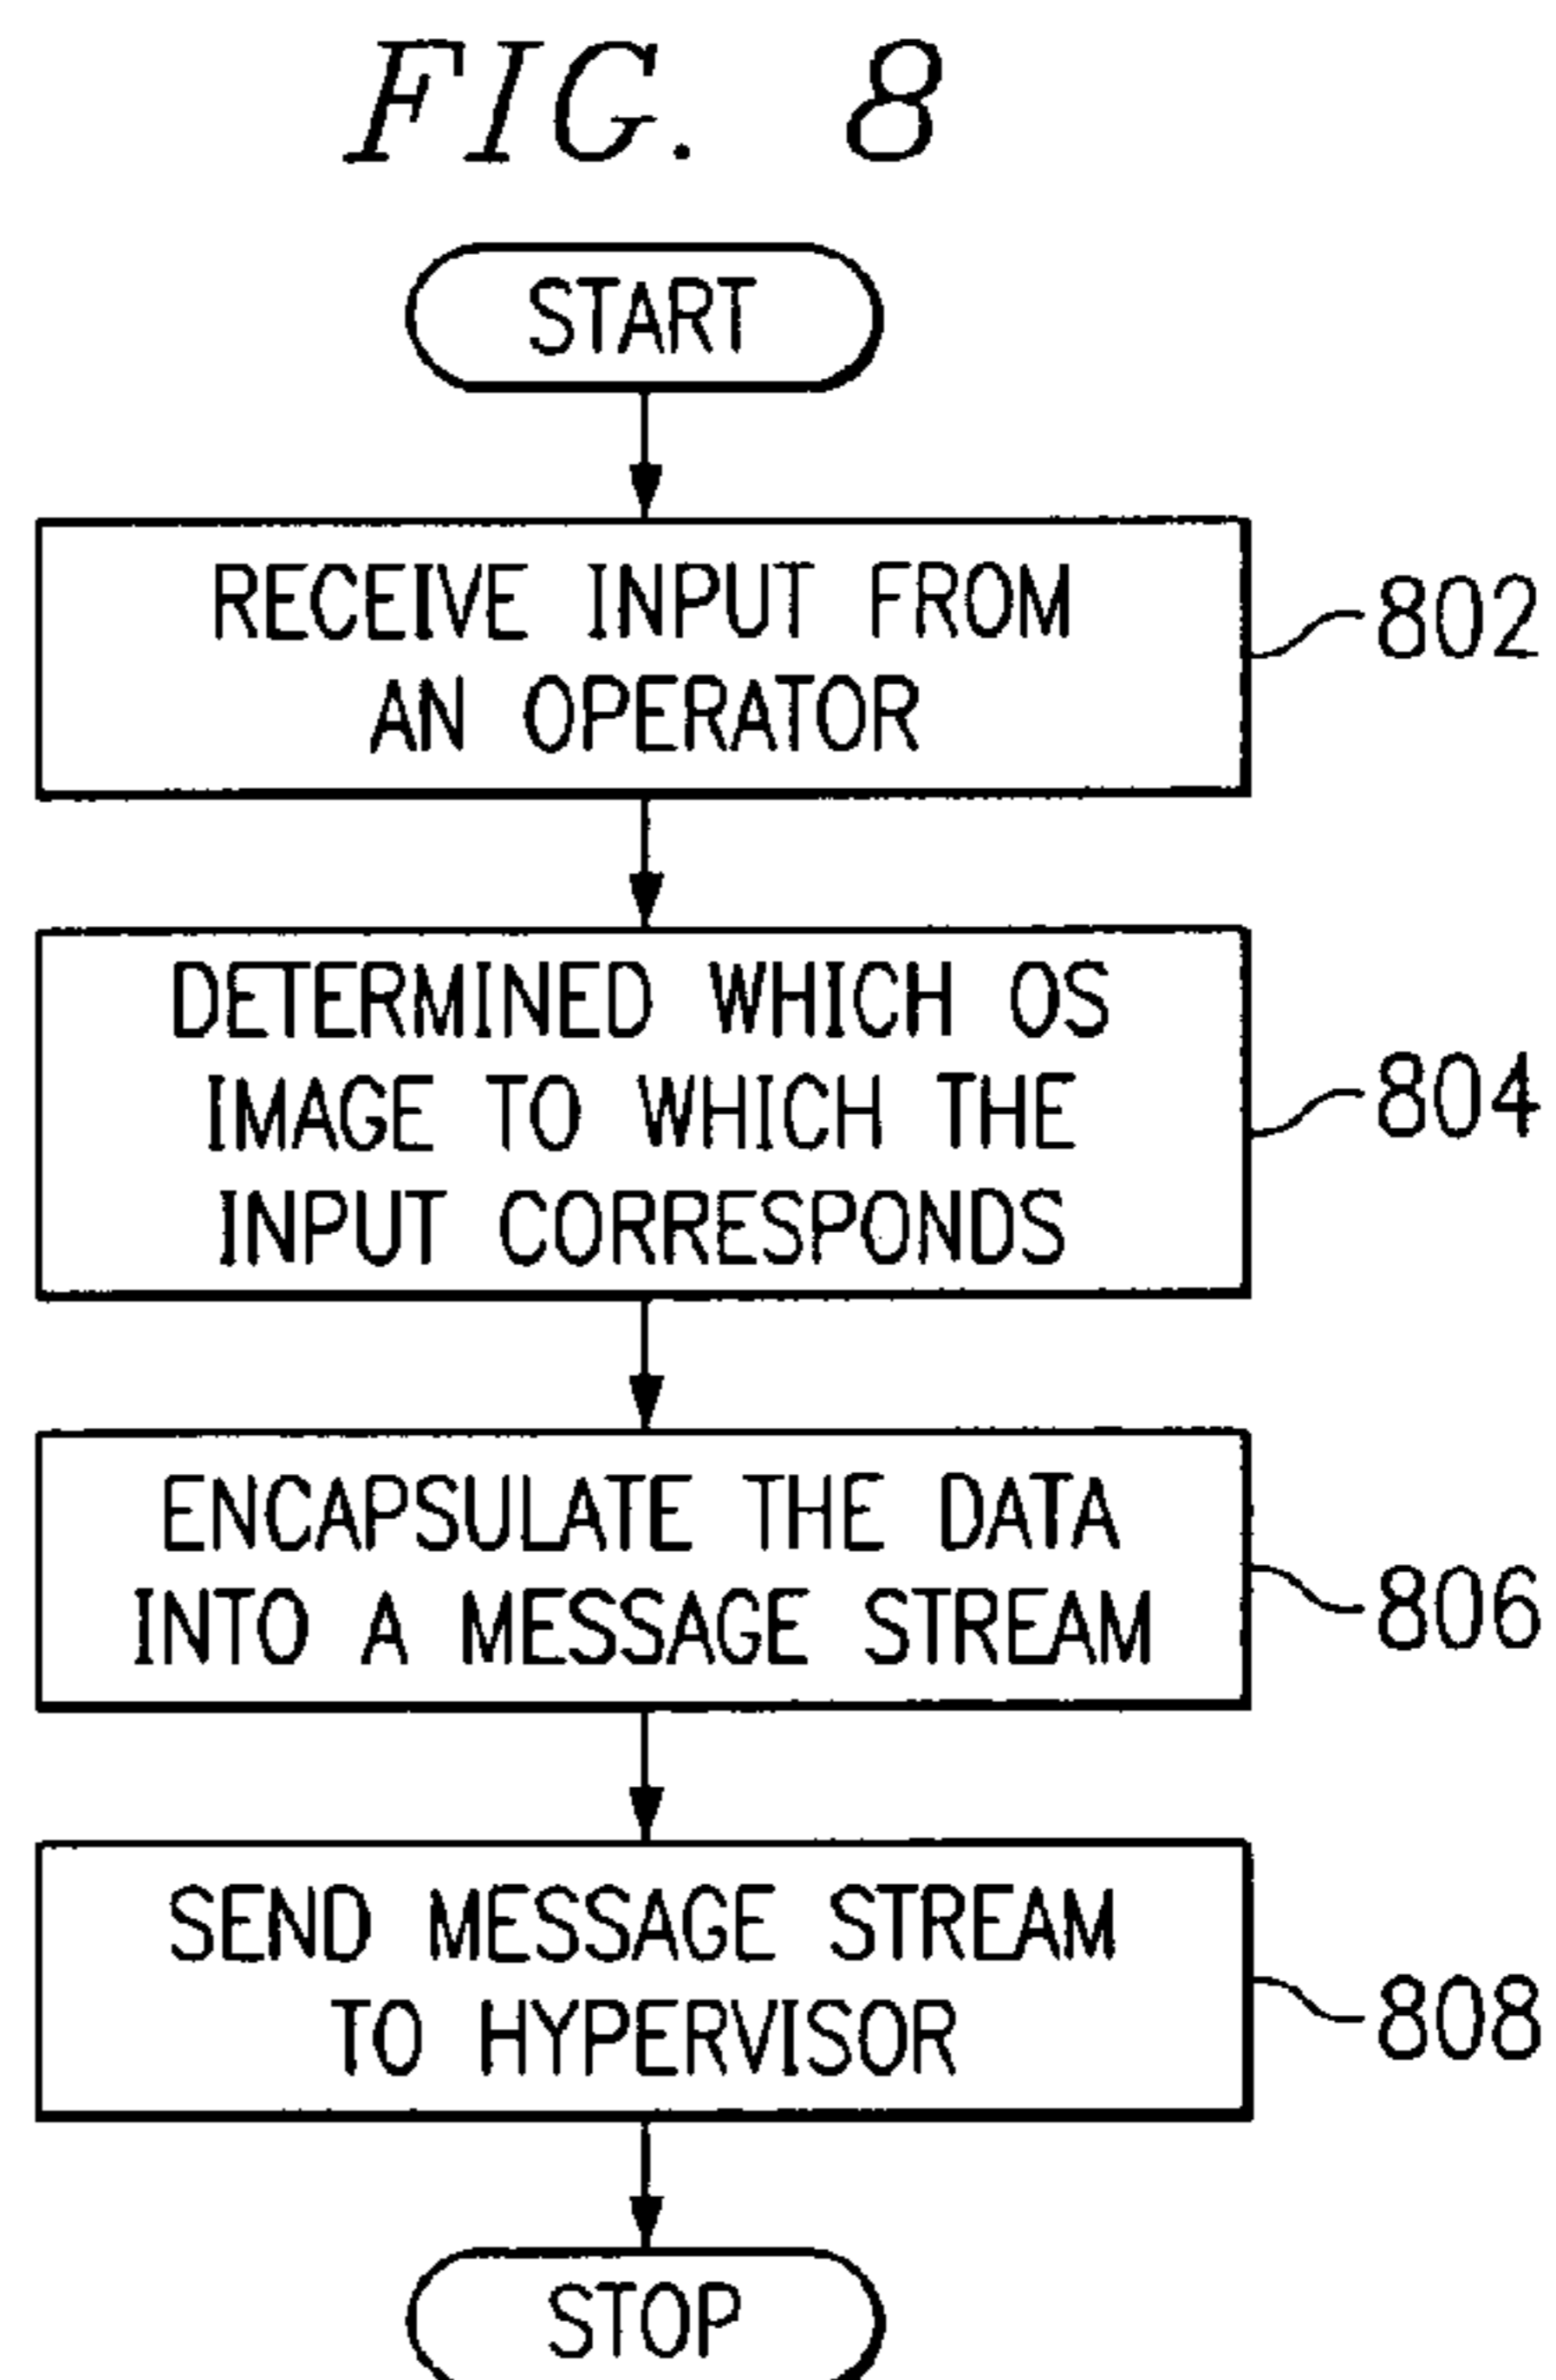 FIG. 8
START
RECEIVE INPUT FROM
AN OPERATOR
802
DETERMINED WHICH OS
IMAGE TO WHICH THE
INPUT CORRESPONDS
804
ENCAPSULATE THE DATA
INTO A MESSAGE STREAM
806
SEND MESSAGE STREAM
TO HYPERVISOR
808
STOP